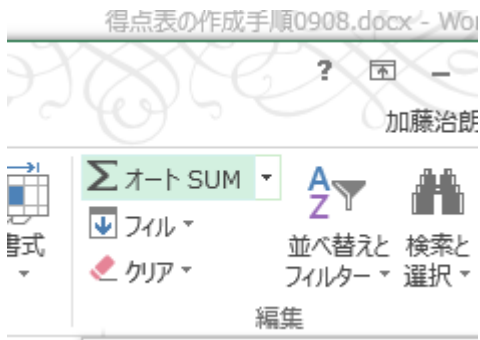 得点表の作成手順0908.docx - Wor
?
加藤治朗
Σ オート SUM
フィル
クリア
書式
並べ替えと
フィルター
検索と
選択
編集